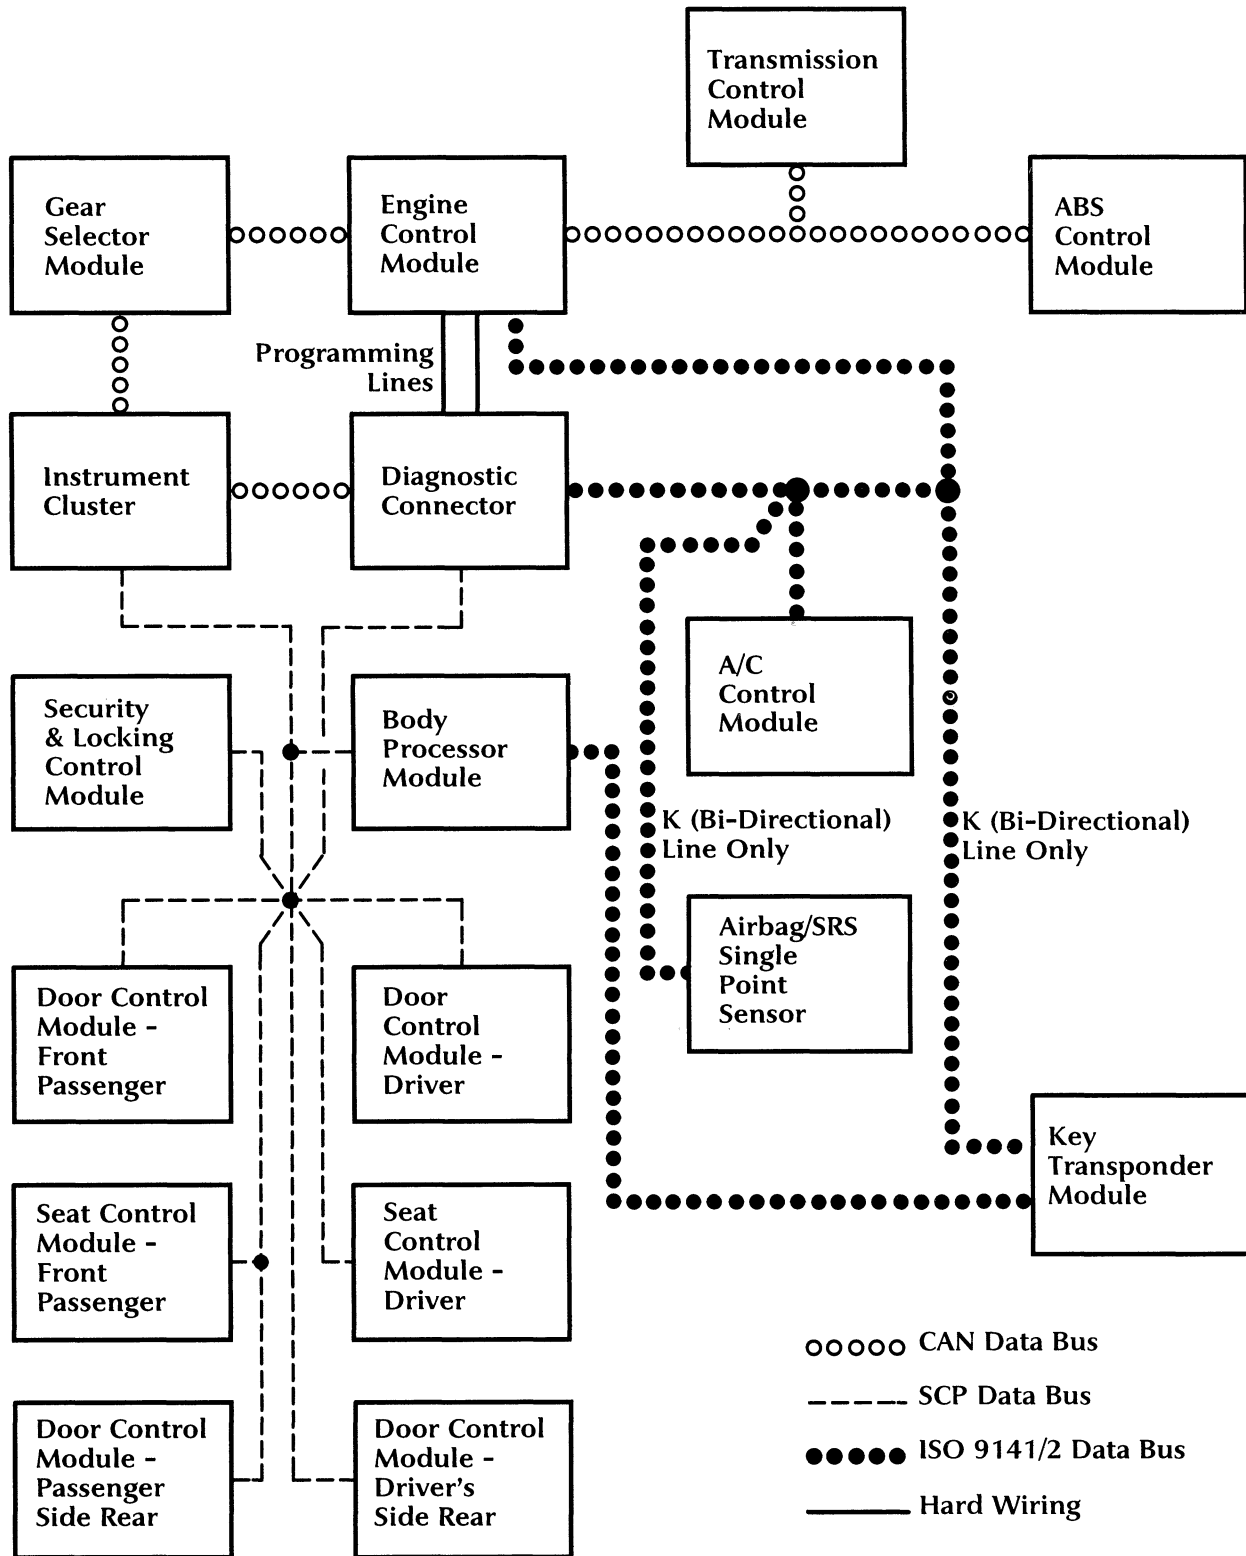 Transmission
Control
Module
Gear
Selector
Module
Engine
Control
Module
ABS
Control
Module
Programming
Lines
Instrument
Cluster
Diagnostic
Connector
Security
& Locking
Control
Module
Body
Processor
Module
A/C
Control
Module
K (Bi-Directional)
Line Only
K (Bi-Directional)
Line Only
Airbag/SRS
Single
Point
Sensor
Door Control
Module -
Front
Passenger
Door
Control
Module -
Driver
Key
Transponder
Module
Seat Control
Module -
Front
Passenger
Seat
Control
Module -
Driver
Door Control
Module -
Passenger
Side Rear
Door Control
Module -
Driver's
Side Rear
CAN Data Bus
SCP Data Bus
ISO 9141/2 Data Bus
Hard Wiring